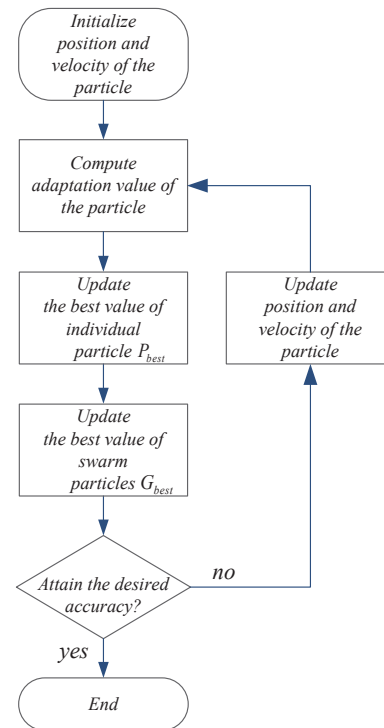 Initialize
position and
velocity of the
particle
Compute
adaptation value of
the particle
Update
the best value of
individual
particle P_best
Update
position and
velocity of the
particle
Update
the best value of
swarm
particles G_best
Attain the desired
accuracy?
no
yes
End